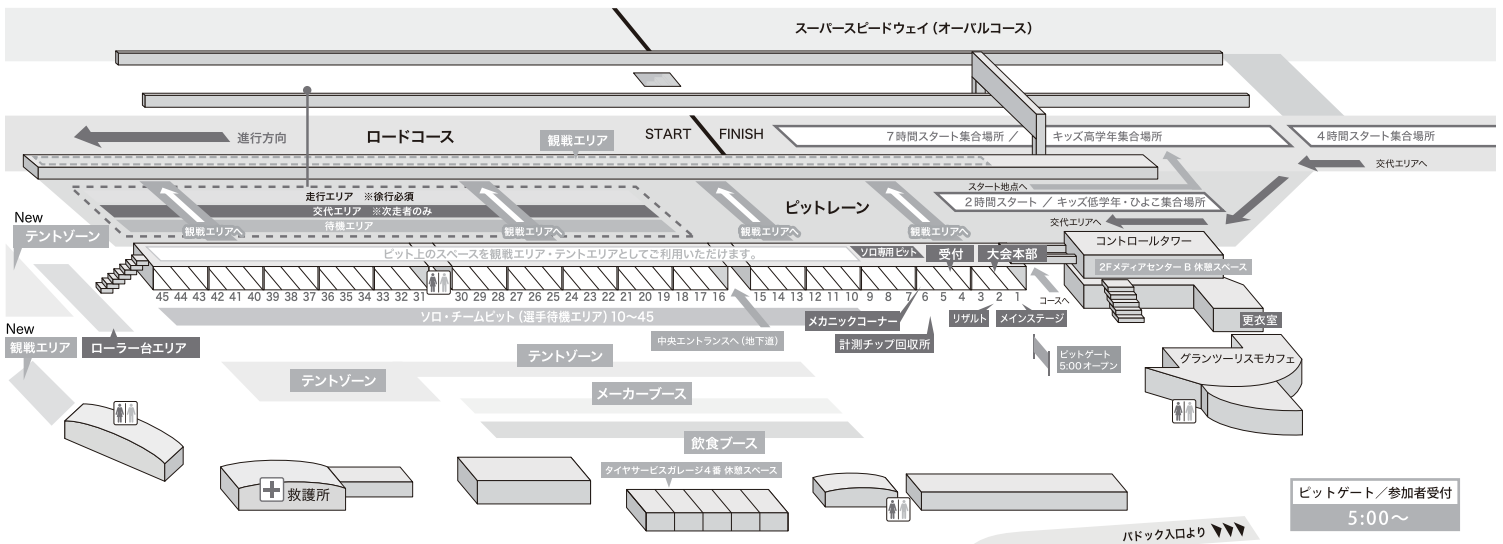 スーパースピードウェイ（オーバルコース）
進行方向
ロードコース
観戦エリア
START
FINISH
7時間スタート集合場所 ／ キッズ高学年集合場所
4時間スタート集合場所
交代エリアへ
スタート地点へ
2時間スタート / キッズ低学年・ひよこ集合場所
交代エリアへ
走行エリア ※徐行必須
交代エリア ※次走者のみ
待機エリア
ピットレーン
観戦エリアへ
観戦エリアへ
観戦エリアへ
観戦エリアへ
New
テントゾーン
ピット上のスペースを観戦エリア・テントエリアとしてご利用いただけます。
ソロ専用ピット
受付
大会本部
コントロールタワー
2Fメディアセンター B 休憩スペース
45 44 43 42 41 40 39 38 37 36 35 34 33 32 31 30 29 28 27 26 25 24 23 22 21 20 19 18 17 16 15 14 13 12 11 10 9 8 7 6 5 4 3 2 1
コースへ
ソロ・チームピット（選手待機エリア）10〜45
メカニックコーナー
リザルト
メインステージ
更衣室
New
観戦エリア
ローラー台エリア
中央エントランスへ（地下道）
計測チップ回収所
ピットゲート
5:00オープン
グランツーリスモカフェ
テントゾーン
テントゾーン
メーカーブース
飲食ブース
タイヤサービスガレージ4番 休憩スペース
救護所
ピットゲート／参加者受付
5:00〜
パドック入口より